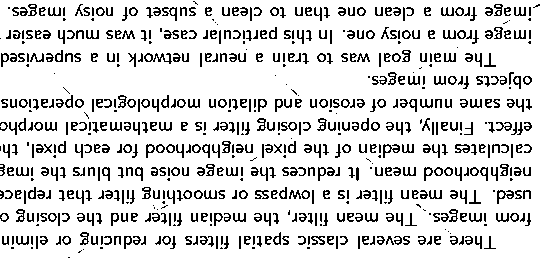 There are several classic spatial filters for reducing or elimin
from images. The mean filter, the median filter and the closing o
used. The mean filter is a lowpass or smoothing filter that replace
neighborhood mean. It reduces the image noise but blurs the imag
calculates the median of the pixel neighborhood for each pixel, th
effect. Finally, the opening closing filter is a mathematical morpho
the same number of erosion and dilation morphological operations
objects from images.
The main goal was to train a neural network in a supervised
image from a noisy one. In this particular case, it was much easier
image from a clean one than to clean a subset of noisy images.